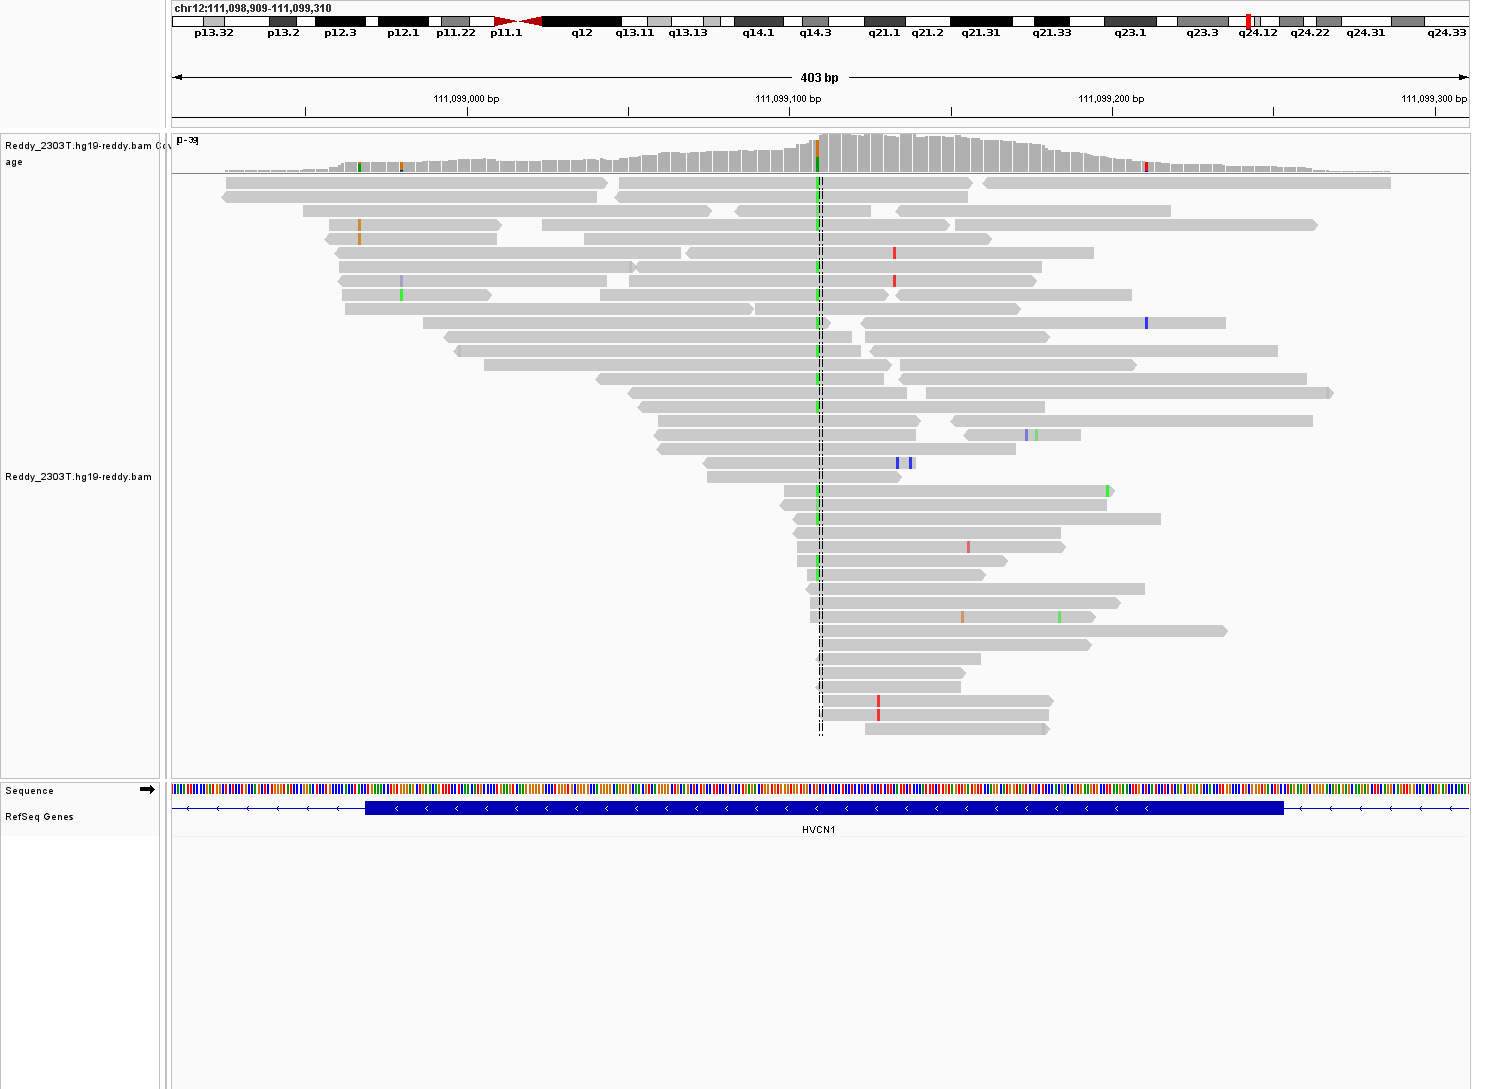 chr12:111,098,909-111,099,310
p13.32 p13.2 p12.3 p12.1 p11.22 p11.1 q12 q13.11 q13.13 q14.1 q14.3 q21.1 q21.2 q21.31 q21.33 q23.1 q23.3 q24.12 q24.22 q24.31 q24.33
403 bp
111,099,000 bp 111,099,100 bp 111,099,200 bp 111,099,300 bp
Reddy_2303T.hg19-reddy.bam Cov
age
[0 - 39]
Reddy_2303T.hg19-reddy.bam
Sequence
RefSeq Genes
HVCN1